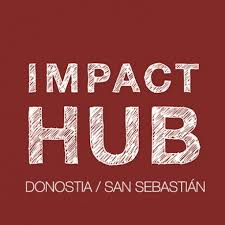 IMPACT
HUB
DONOSTIA / SAN SEBASTIÁN